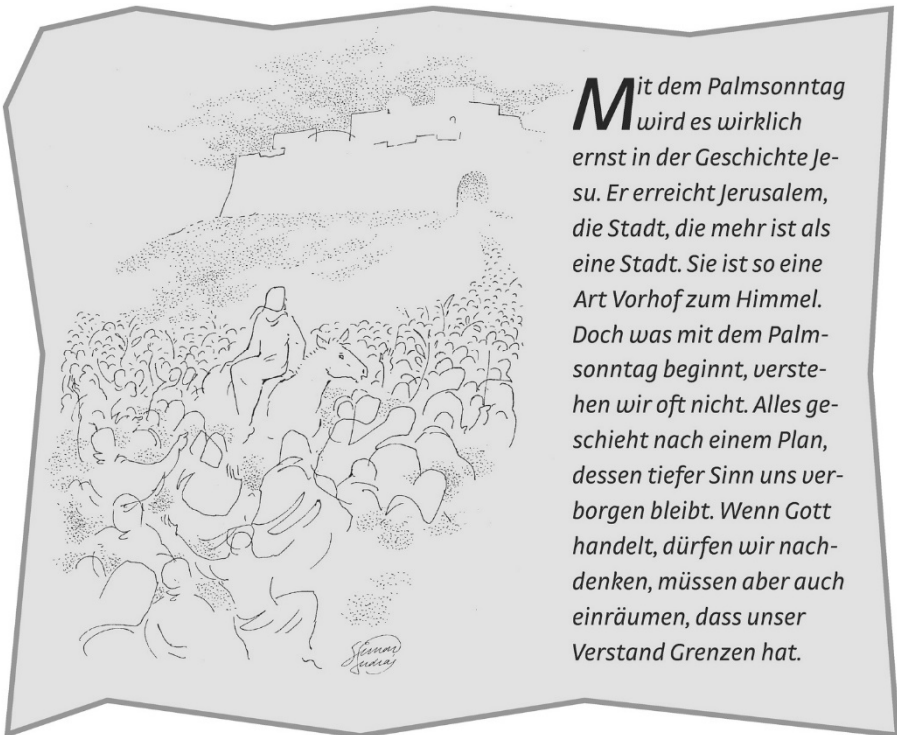 Mit dem Palmsonntag
wird es wirklich
ernst in der Geschichte Je-
su. Er erreicht Jerusalem,
die Stadt, die mehr ist als
eine Stadt. Sie ist so eine
Art Vorhof zum Himmel.
Doch was mit dem Palm-
sonntag beginnt, verste-
hen wir oft nicht. Alles ge-
schieht nach einem Plan,
dessen tiefer Sinn uns ver-
borgen bleibt. Wenn Gott
handelt, dürfen wir nach-
denken, müssen aber auch
einräumen, dass unser
Verstand Grenzen hat.